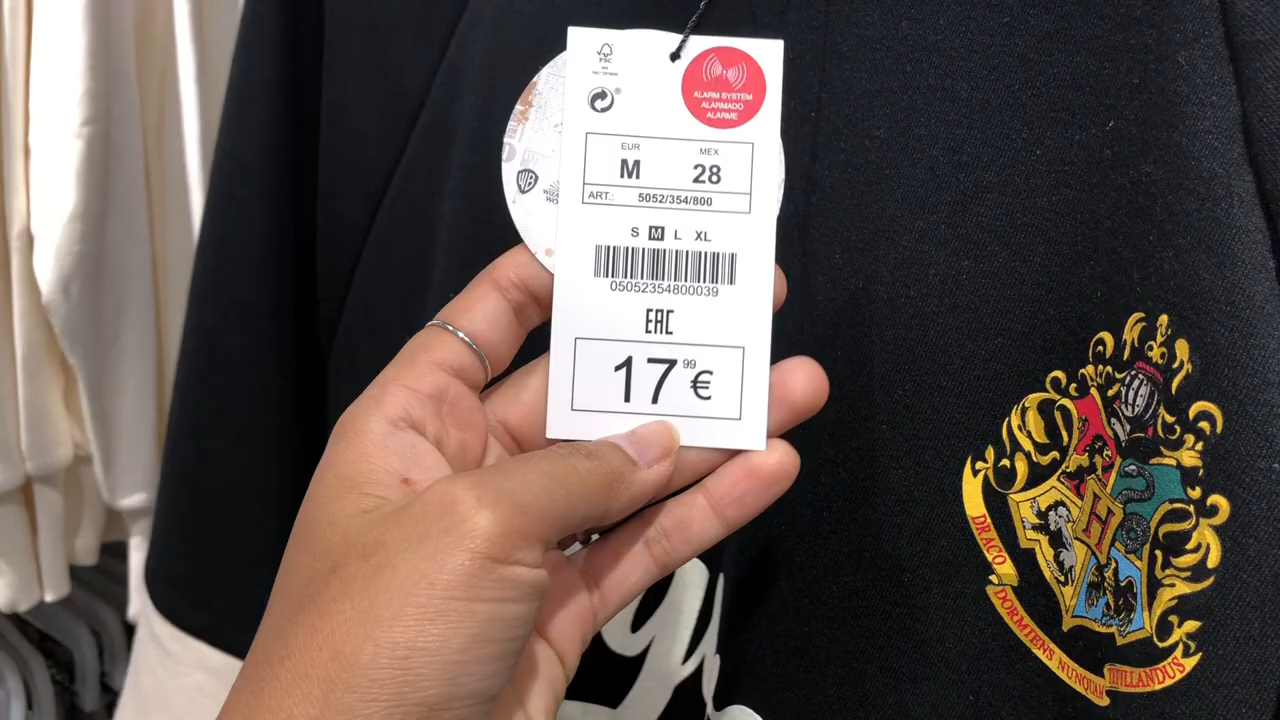 FSC
®
ALARM SYSTEM
ALARMADO
ALARME
EUR MEX
M 28
ART.: 5052/354/800
S M L XL
05052354800039
EAC
17 99 €
WB
DRACO DORMIENS NUNQUAM TITILLANDUS